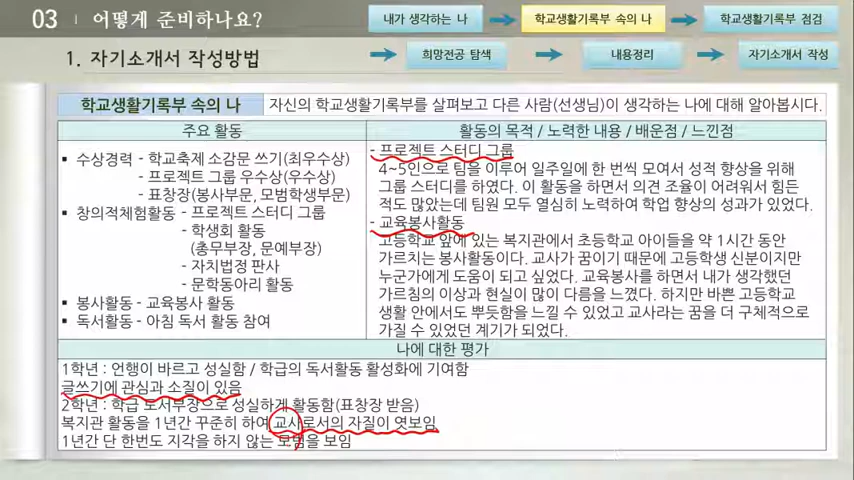 03 | 어떻게 준비하나요?
내가 생각하는 나
학교생활기록부 속의 나
학교생활기록부 점검
1. 자기소개서 작성방법
희망전공 탐색
내용정리
자기소개서 작성
학교생활기록부 속의 나
자신의 학교생활기록부를 살펴보고 다른 사람(선생님)이 생각하는 나에 대해 알아봅시다.
주요 활동
▪ 수상경력 - 학교축제 소감문 쓰기(최우수상)
- 프로젝트 그룹 우수상(우수상)
- 표창장(봉사부문, 모범학생부문)
▪ 창의적체험활동 - 프로젝트 스터디 그룹
- 학생회 활동
(총무부장, 문예부장)
- 자치법정 판사
- 문학동아리 활동
▪ 봉사활동 - 교육봉사 활동
▪ 독서활동 - 아침 독서 활동 참여
활동의 목적 / 노력한 내용 / 배운점 / 느낀점
- 프로젝트 스터디 그룹
4~5인으로 팀을 이루어 일주일에 한 번씩 모여서 성적 향상을 위해
그룹 스터디를 하였다. 이 활동을 하면서 의견 조율이 어려워서 힘든
적도 많았는데 팀원 모두 열심히 노력하여 학업 향상의 성과가 있었다.
- 교육봉사활동
고등학교 앞에 있는 복지관에서 초등학교 아이들을 약 1시간 동안
가르치는 봉사활동이다. 교사가 꿈이기 때문에 고등학생 신분이지만
누군가에게 도움이 되고 싶었다. 교육봉사를 하면서 내가 생각했던
가르침의 이상과 현실이 많이 다름을 느꼈다. 하지만 바쁜 고등학교
생활 안에서도 뿌듯함을 느낄 수 있었고 교사라는 꿈을 더 구체적으로
가질 수 있었던 계기가 되었다.
나에 대한 평가
1학년 : 언행이 바르고 성실함 / 학급의 독서활동 활성화에 기여함
글쓰기에 관심과 소질이 있음
2학년 : 학급 도서부장으로 성실하게 활동함(표창장 받음)
복지관 활동을 1년간 꾸준히 하여 교사로서의 자질이 엿보임
1년간 단 한번도 지각을 하지 않는 모범을 보임